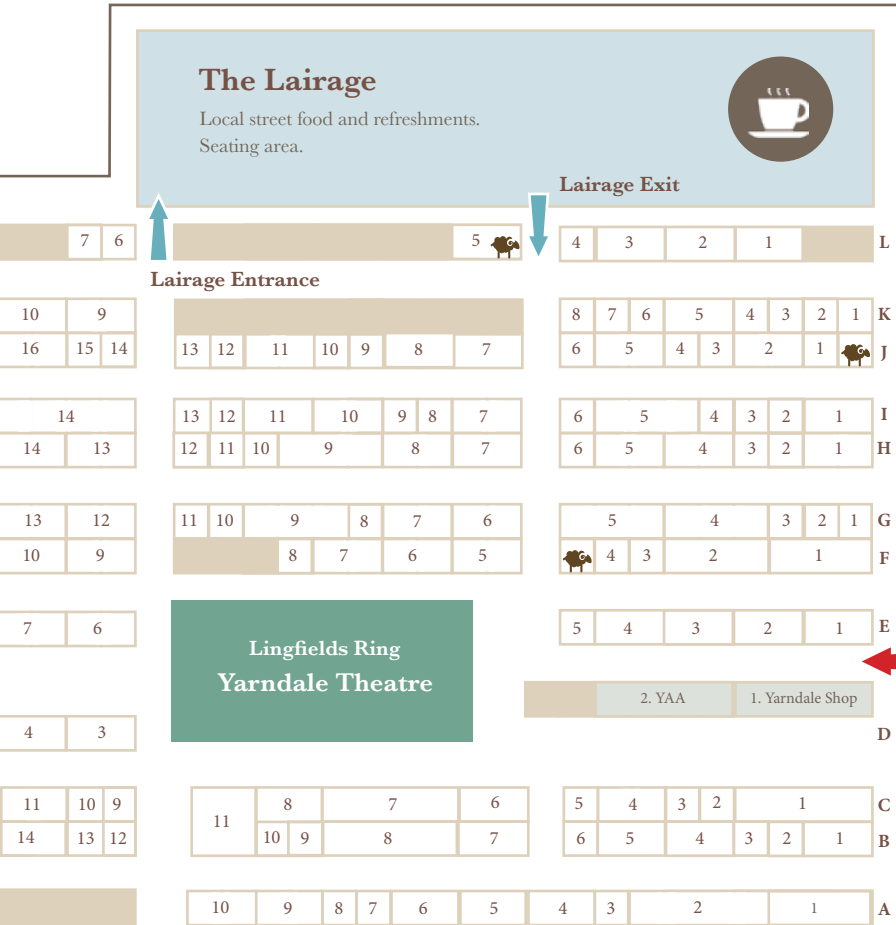 The Lairage
Local street food and refreshments.
Seating area.
Lairage Exit
7 6 5 4 3 2 1 L
Lairage Entrance
10 9 8 7 6 5 4 3 2 1 K
16 15 14 13 12 11 10 9 8 7 6 5 4 3 2 1 J
14 13 12 11 10 9 8 7 6 5 4 3 2 1 I
14 13 12 11 10 9 8 7 6 5 4 3 2 1 H
13 12 11 10 9 8 7 6 5 4 3 2 1 G
10 9 8 7 6 5 4 3 2 1 F
7 6 5 4 3 2 1 E
Lingfields Ring
Yarndale Theatre
2. YAA 1. Yarndale Shop
4 3 D
11 10 9 8 7 6 5 4 3 2 1 C
11
14 13 12 10 9 8 7 6 5 4 3 2 1 B
10 9 8 7 6 5 4 3 2 1 A